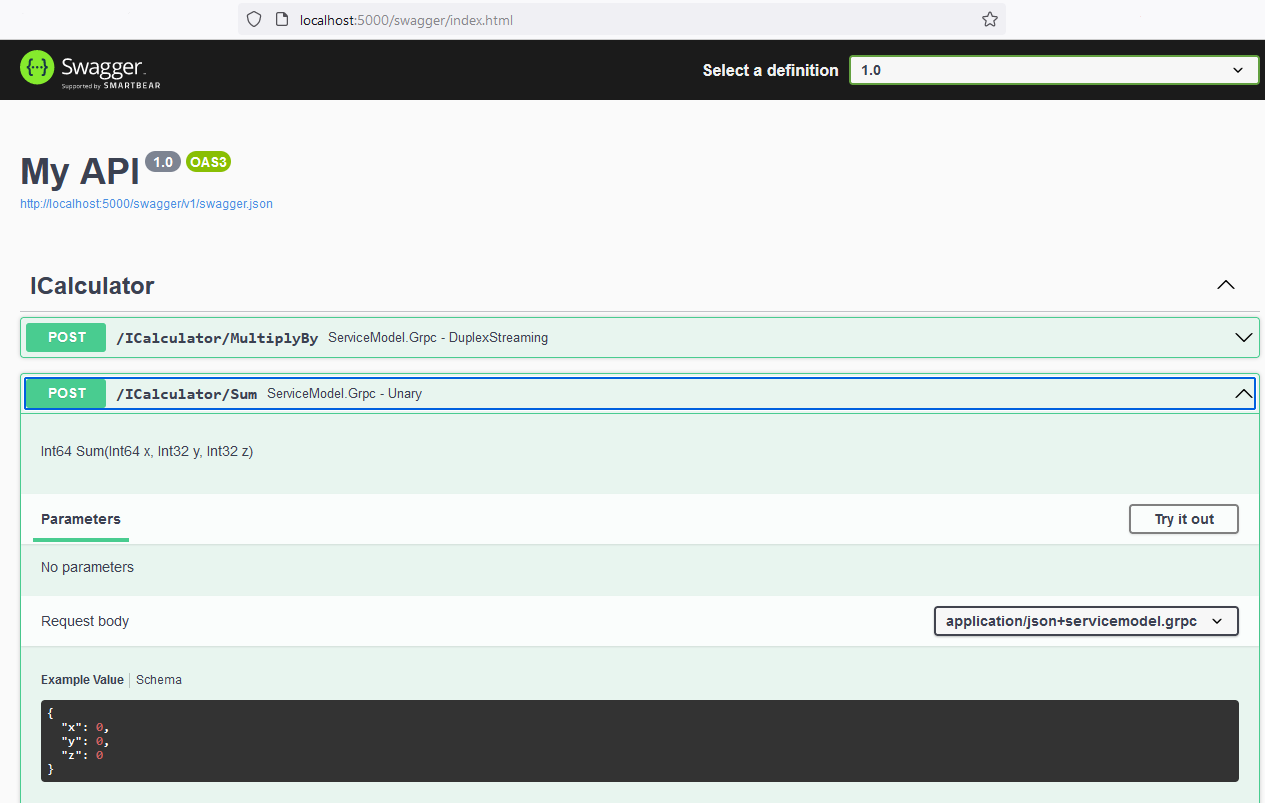 localhost:5000/swagger/index.html
Swagger
Supported by SMARTBEAR
Select a definition 1.0
My API 1.0 OAS3
http://localhost:5000/swagger/v1/swagger.json
ICalculator
POST /ICalculator/MultiplyBy ServiceModel.Grpc - DuplexStreaming
POST /ICalculator/Sum ServiceModel.Grpc - Unary
Int64 Sum(Int64 x, Int32 y, Int32 z)
Parameters Try it out
No parameters
Request body application/json+servicemodel.grpc
Example Value Schema
{
"x": 0,
"y": 0,
"z": 0
}